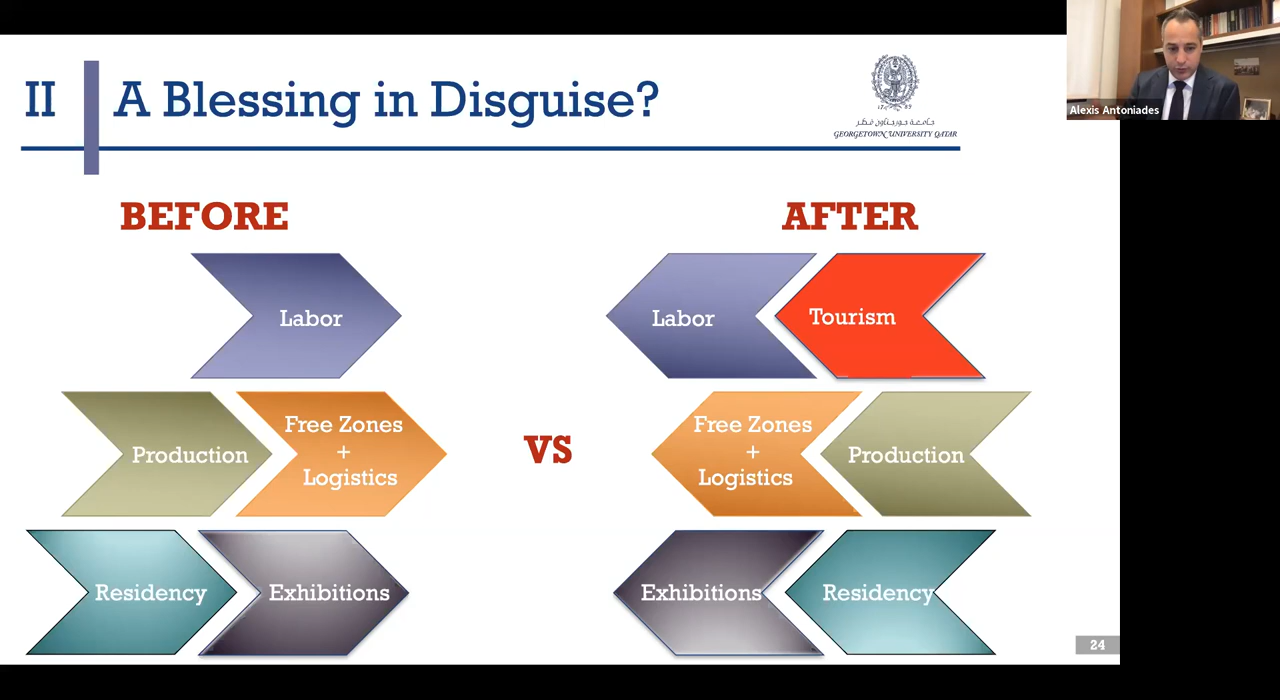 II
A Blessing in Disguise?
جامعة جورجتاون قطر
GEORGETOWN UNIVERSITY QATAR
Alexis Antoniades
BEFORE
AFTER
Labor
Labor
Tourism
Production
Free Zones
+
Logistics
VS
Free Zones
+
Logistics
Production
Residency
Exhibitions
Exhibitions
Residency
24